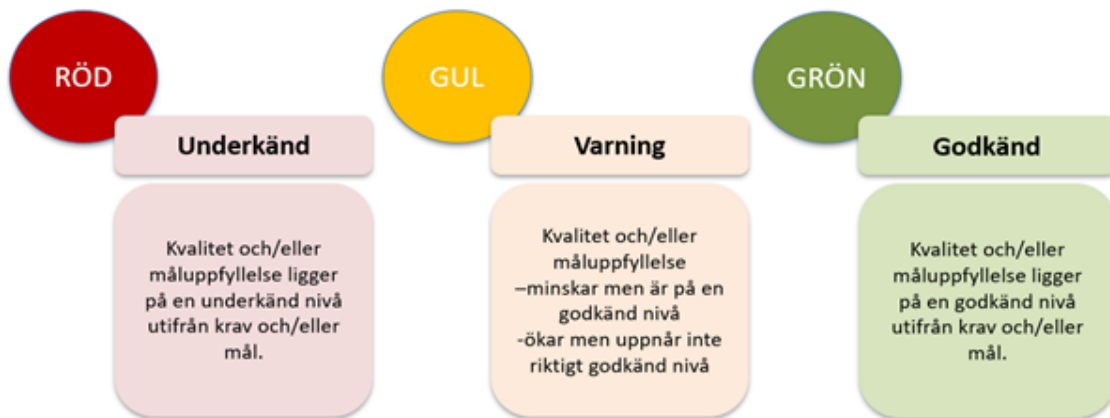 RÖD
Underkänd
Kvalitet och/eller
måluppfyllelse ligger
på en underkänd nivå
utifrån krav och/eller
mål.
GUL
Varning
Kvalitet och/eller
måluppfyllelse
–minskar men är på en
godkänd nivå
-ökar men uppnår inte
riktigt godkänd nivå
GRÖN
Godkänd
Kvalitet och/eller
måluppfyllelse ligger
på en godkänd nivå
utifrån krav och/eller
mål.